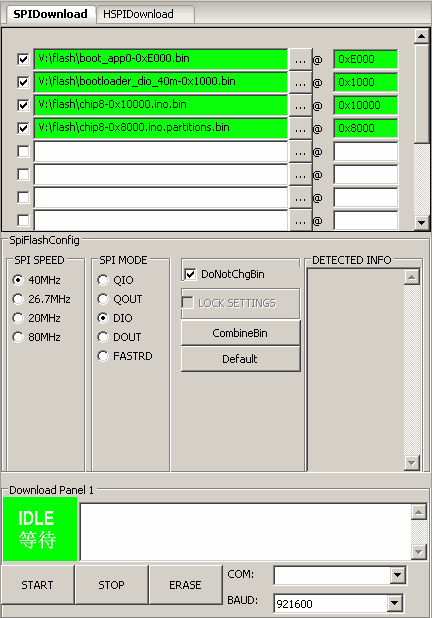 SPIDownload HSPIDownload
V:\flash\boot_app0-0xE000.bin ... @ 0xE000
V:\flash\bootloader_dio_40m-0x1000.bin ... @ 0x1000
V:\flash\chip8-0x10000.ino.bin ... @ 0x10000
V:\flash\chip8-0x8000.ino.partitions.bin ... @ 0x8000
... @
... @
... @
... @
SpiFlashConfig
SPI SPEED
40MHz
26.7MHz
20MHz
80MHz
SPI MODE
QIO
QOUT
DIO
DOUT
FASTRD
DoNotChgBin
LOCK SETTINGS
CombineBin
Default
DETECTED INFO
Download Panel 1
IDLE
等待
START STOP ERASE
COM:
BAUD: 921600